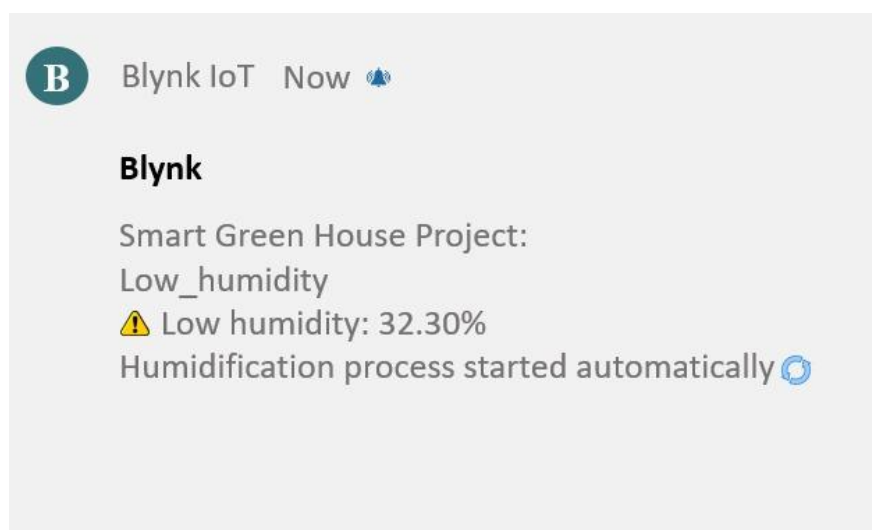 B Blynk IoT Now
Blynk
Smart Green House Project:
Low_humidity
⚠ Low humidity: 32.30%
Humidification process started automatically